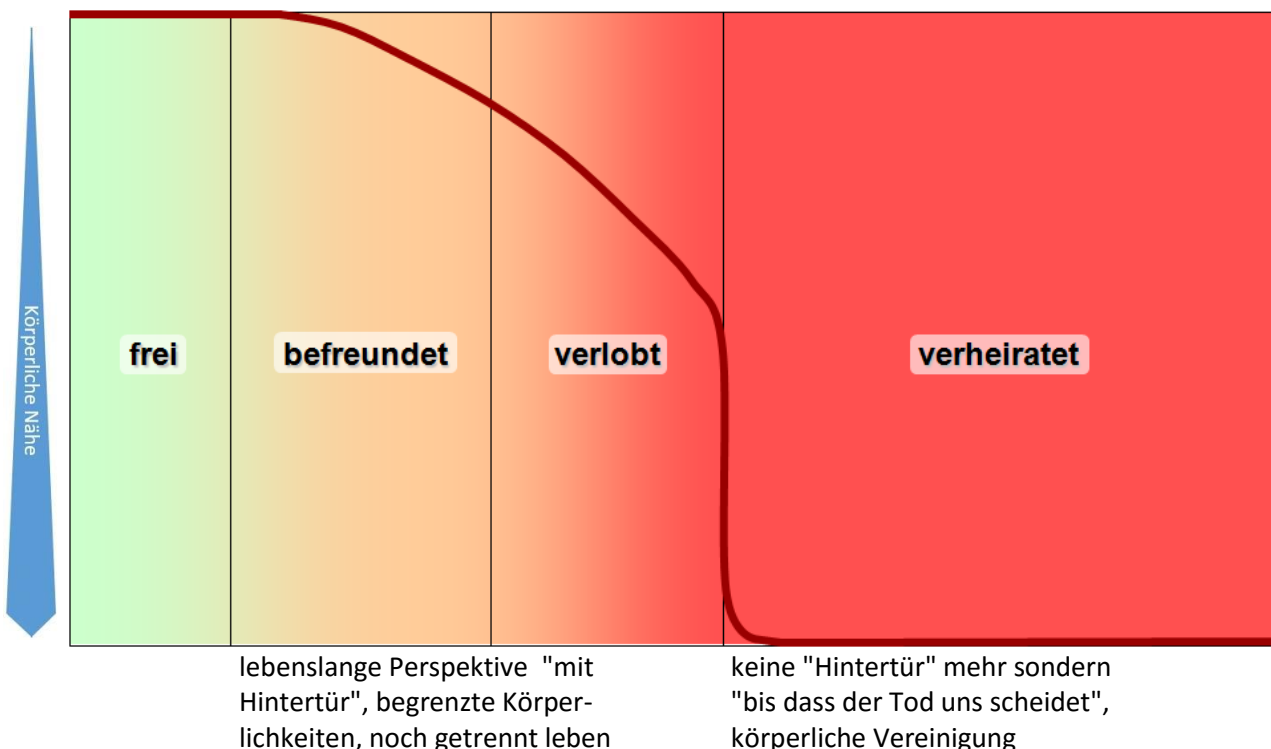 Körperliche Nähe
frei
befreundet
verlobt
verheiratet
lebenslange Perspektive "mit
Hintertür", begrenzte Körper-
lichkeiten, noch getrennt leben
keine "Hintertür" mehr sondern
"bis dass der Tod uns scheidet",
körperliche Vereinigung